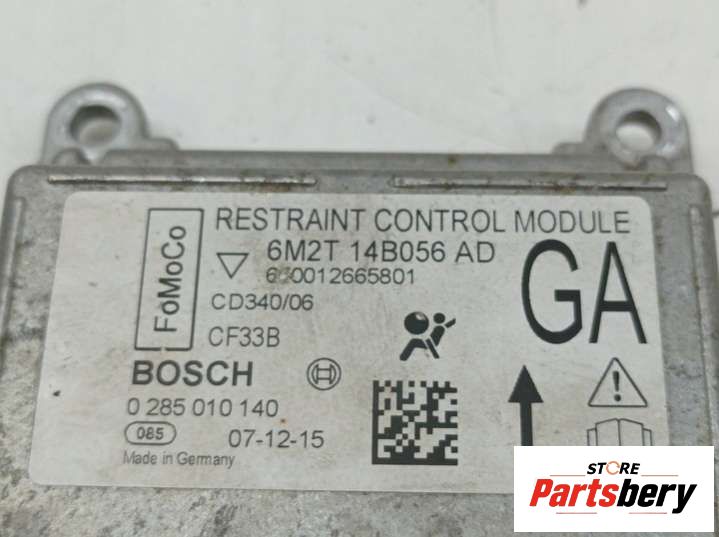 RESTRAINT CONTROL MODULE
FoMoCo
6M2T 14B056 AD
660012665801
GA
CD340/06
CF33B
BOSCH
0 285 010 140
085
07-12-15
Made in Germany
STORE
Partsbery